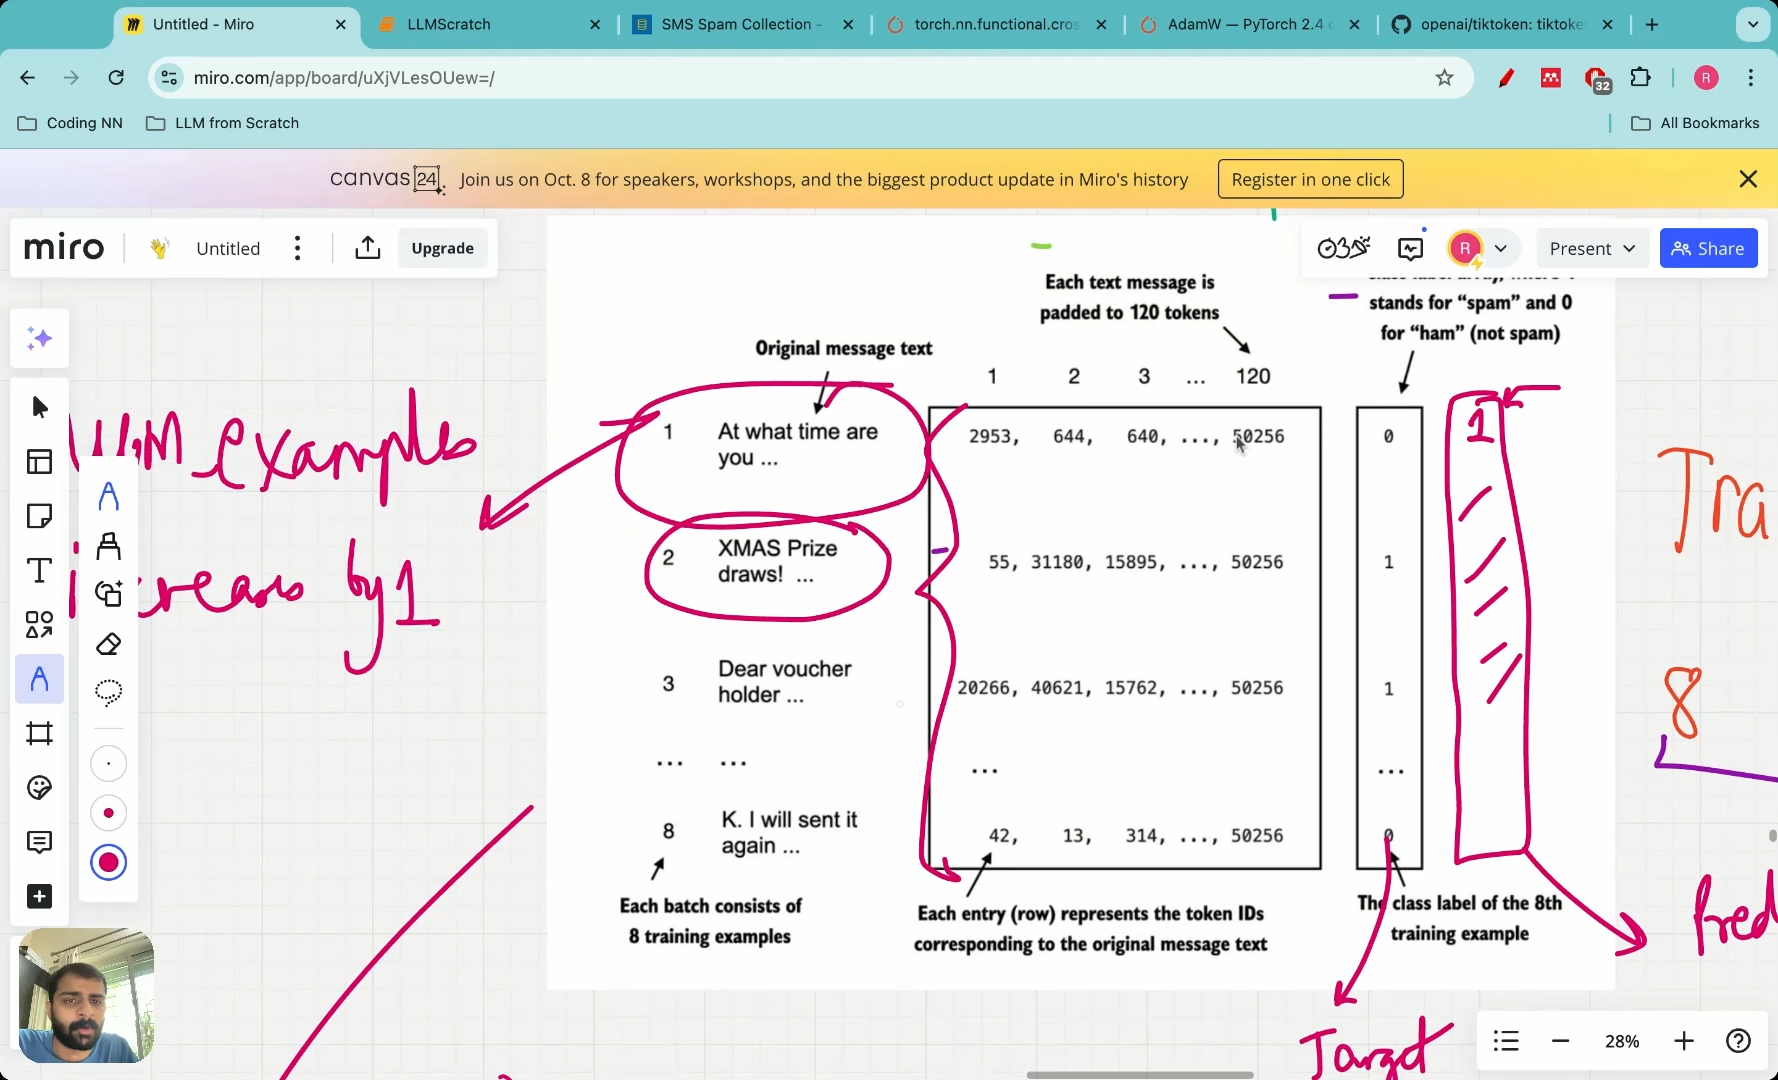 Untitled - Miro
LLMScratch
SMS Spam Collection -
torch.nn.functional.cros
AdamW — PyTorch 2.4
openai/tiktoken: tiktoke
miro.com/app/board/uXjVLesOUew=/
32
R
Coding NN
LLM from Scratch
All Bookmarks
canvas 24
Join us on Oct. 8 for speakers, workshops, and the biggest product update in Miro's history
Register in one click
miro
Untitled
Upgrade
R
Present
Share
Each text message is
padded to 120 tokens
stands for “spam” and 0
for “ham” (not spam)
Original message text
1 2 3 ... 120
1 At what time are
you ...
2953, 644, 640, ..., 50256
0
1
2 XMAS Prize
draws! ...
55, 31180, 15895, ..., 50256
1
3 Dear voucher
holder ...
20266, 40621, 15762, ..., 50256
1
... ...
...
...
8 K. I will sent it
again ...
42, 13, 314, ..., 50256
0
Each batch consists of
8 training examples
Each entry (row) represents the token IDs
corresponding to the original message text
The class label of the 8th
training example
examples
by 1
Tra
8
Pred
Target
28%